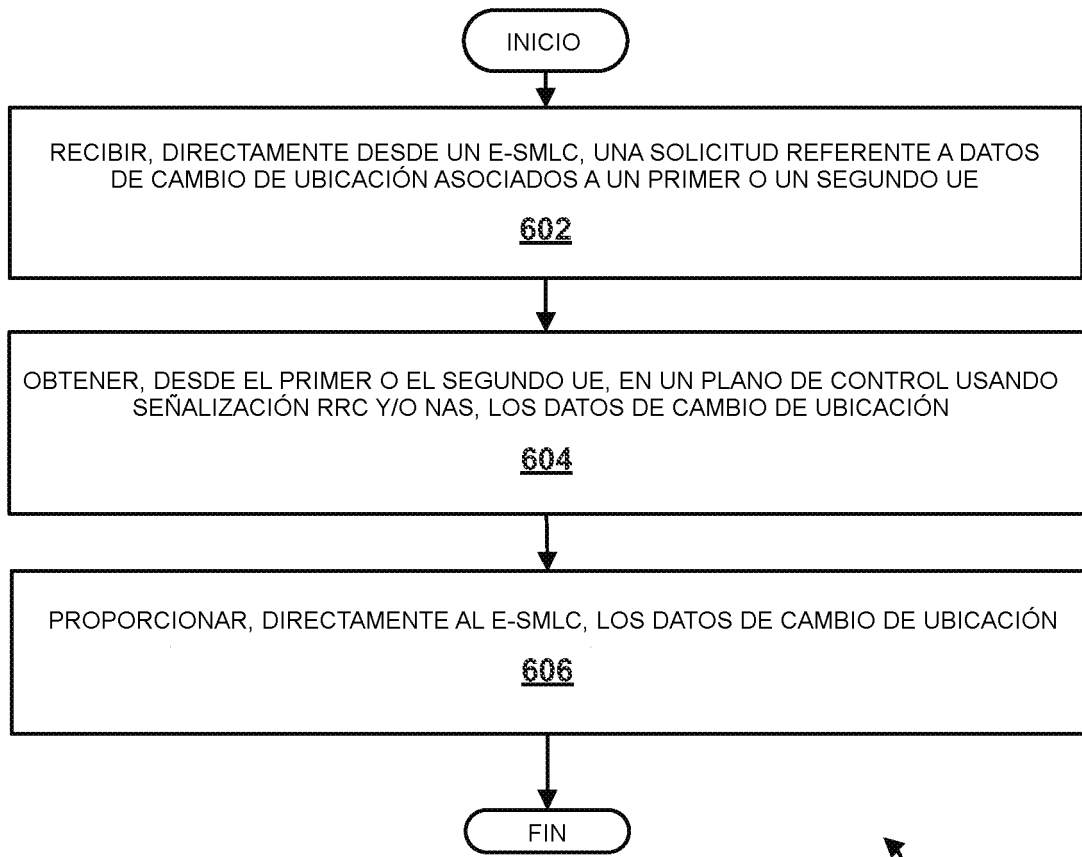 INICIO
RECIBIR, DIRECTAMENTE DESDE UN E-SMLC, UNA SOLICITUD REFERENTE A DATOS
DE CAMBIO DE UBICACIÓN ASOCIADOS A UN PRIMER O UN SEGUNDO UE
602
OBTENER, DESDE EL PRIMER O EL SEGUNDO UE, EN UN PLANO DE CONTROL USANDO
SEÑALIZACIÓN RRC Y/O NAS, LOS DATOS DE CAMBIO DE UBICACIÓN
604
PROPORCIONAR, DIRECTAMENTE AL E-SMLC, LOS DATOS DE CAMBIO DE UBICACIÓN
606
FIN